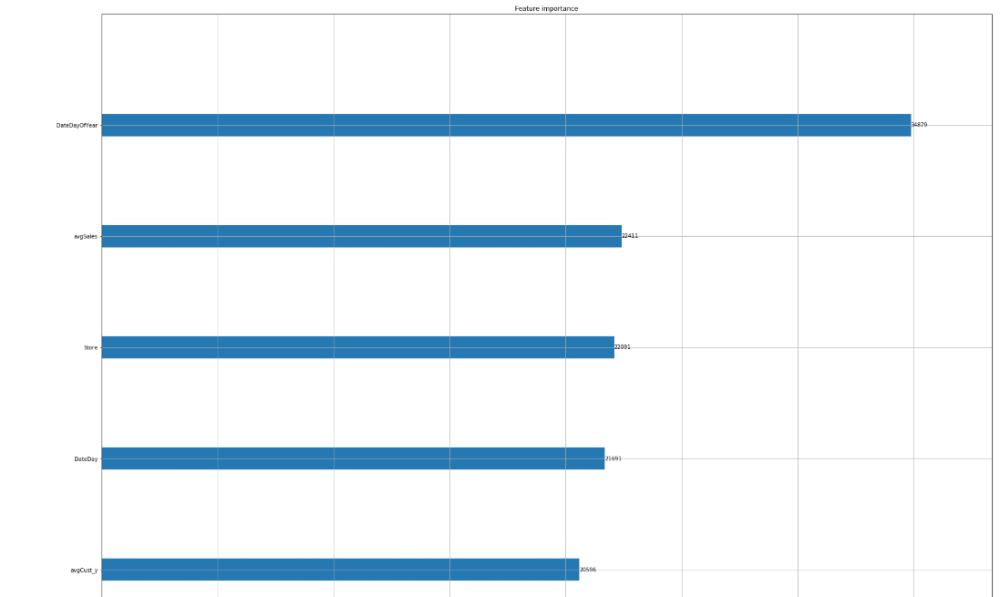 Feature importance
DateDayOfYear
34879
avgSales
22411
Store
22091
DateDay
21691
avgCust_y
20596